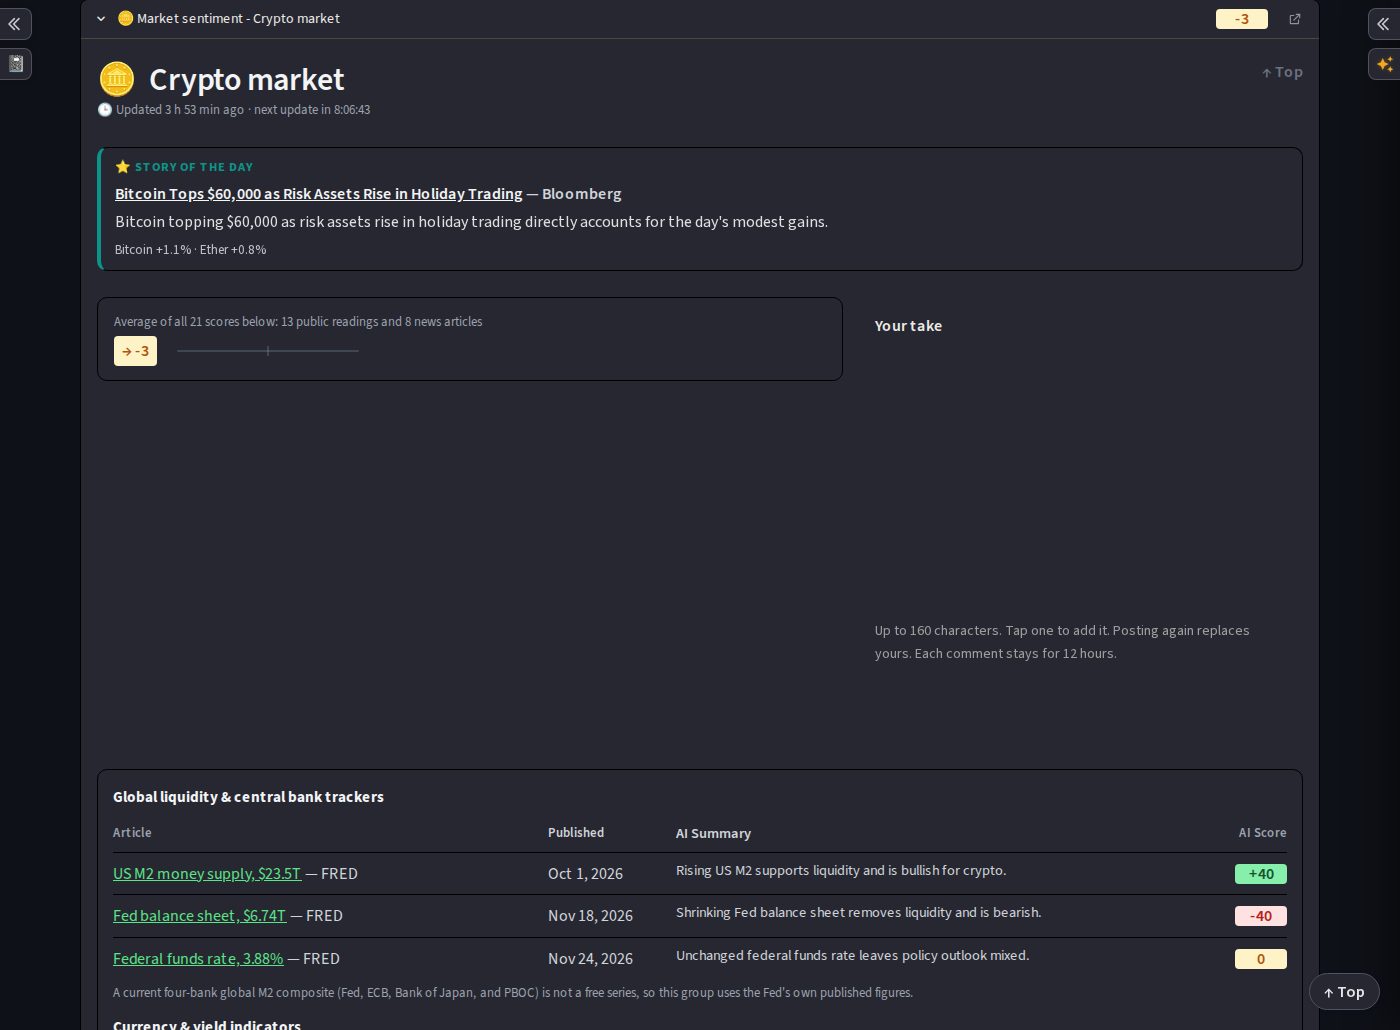 Market sentiment - Crypto market
-3
Crypto market
↑ Top
Updated 3 h 53 min ago · next update in 8:06:43
STORY OF THE DAY
Bitcoin Tops $60,000 as Risk Assets Rise in Holiday Trading — Bloomberg
Bitcoin topping $60,000 as risk assets rise in holiday trading directly accounts for the day's modest gains.
Bitcoin +1.1% · Ether +0.8%
Average of all 21 scores below: 13 public readings and 8 news articles
→ -3
Your take
Up to 160 characters. Tap one to add it. Posting again replaces
yours. Each comment stays for 12 hours.
Global liquidity & central bank trackers
Article Published AI Summary AI Score
US M2 money supply, $23.5T — FRED Oct 1, 2026 Rising US M2 supports liquidity and is bullish for crypto. +40
Fed balance sheet, $6.74T — FRED Nov 18, 2026 Shrinking Fed balance sheet removes liquidity and is bearish. -40
Federal funds rate, 3.88% — FRED Nov 24, 2026 Unchanged federal funds rate leaves policy outlook mixed. 0
A current four-bank global M2 composite (Fed, ECB, Bank of Japan, and PBOC) is not a free series, so this group uses the Fed's own published figures.
↑ Top
Currency & yield indicators